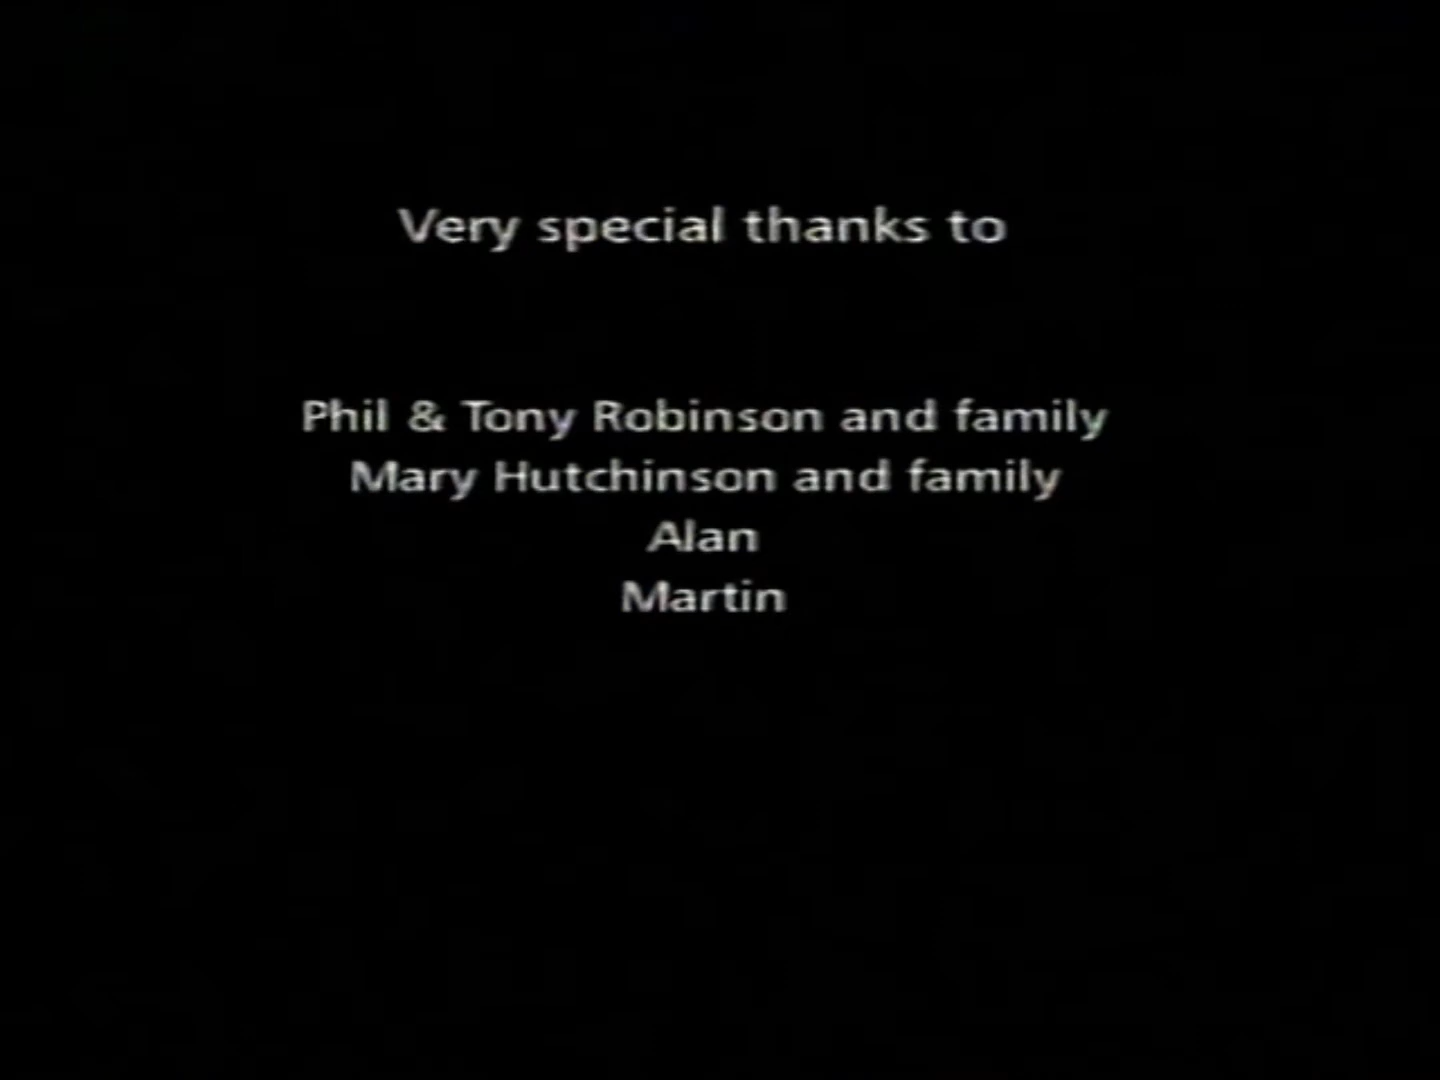 Very special thanks to
Phil & Tony Robinson and family
Mary Hutchinson and family
Alan
Martin